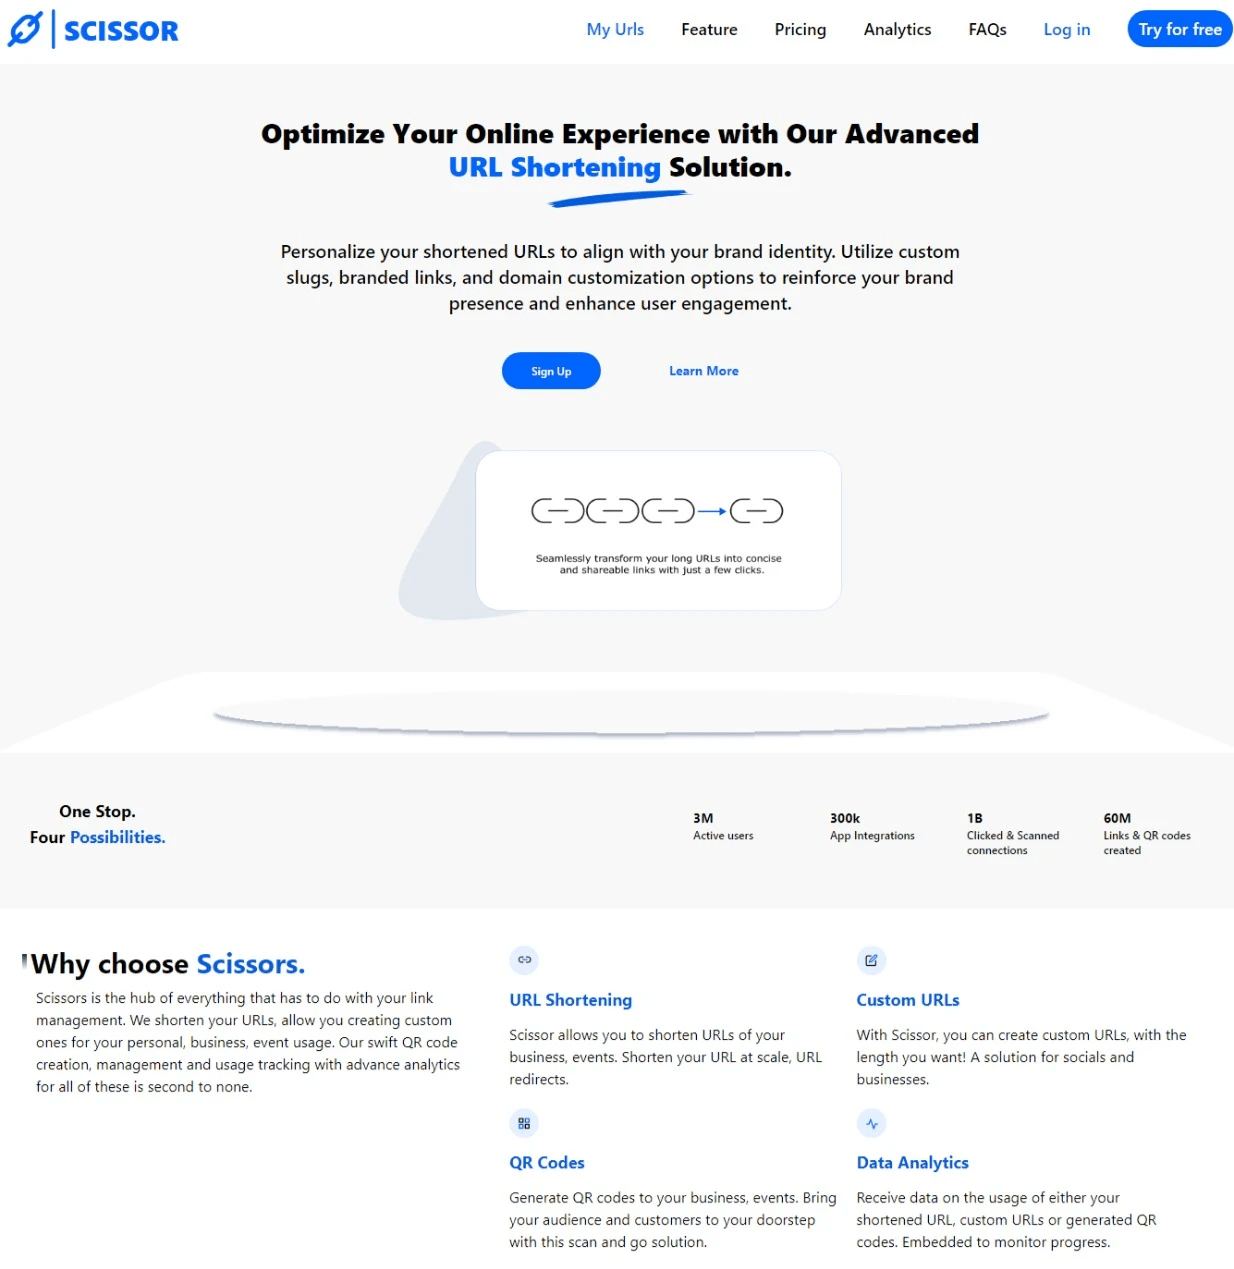 SCISSOR
My Urls
Feature
Pricing
Analytics
FAQs
Log in
Try for free
Optimize Your Online Experience with Our Advanced
URL Shortening Solution.
Personalize your shortened URLs to align with your brand identity. Utilize custom
slugs, branded links, and domain customization options to reinforce your brand
presence and enhance user engagement.
Sign Up
Learn More
Seamlessly transform your long URLs into concise
and shareable links with just a few clicks.
One Stop.
Four Possibilities.
3M
Active users
300k
App Integrations
1B
Clicked & Scanned
connections
60M
Links & QR codes
created
Why choose Scissors.
Scissors is the hub of everything that has to do with your link
management. We shorten your URLs, allow you creating custom
ones for your personal, business, event usage. Our swift QR code
creation, management and usage tracking with advance analytics
for all of these is second to none.
URL Shortening
Scissor allows you to shorten URLs of your
business, events. Shorten your URL at scale, URL
redirects.
Custom URLs
With Scissor, you can create custom URLs, with the
length you want! A solution for socials and
businesses.
QR Codes
Generate QR codes to your business, events. Bring
your audience and customers to your doorstep
with this scan and go solution.
Data Analytics
Receive data on the usage of either your
shortened URL, custom URLs or generated QR
codes. Embedded to monitor progress.